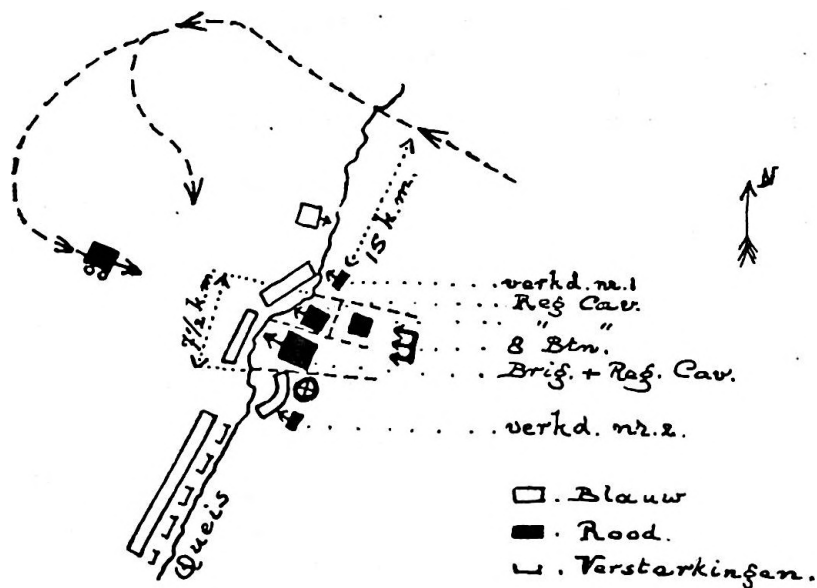 N
15 k.m.
7½ k.m
verkd. nr. 1
Reg Cav.
" "
8 Btn.
Brig. + Reg. Cav.
verkd. nr. 2.
Queis
. Blauw
. Rood.
. Versterkingen.